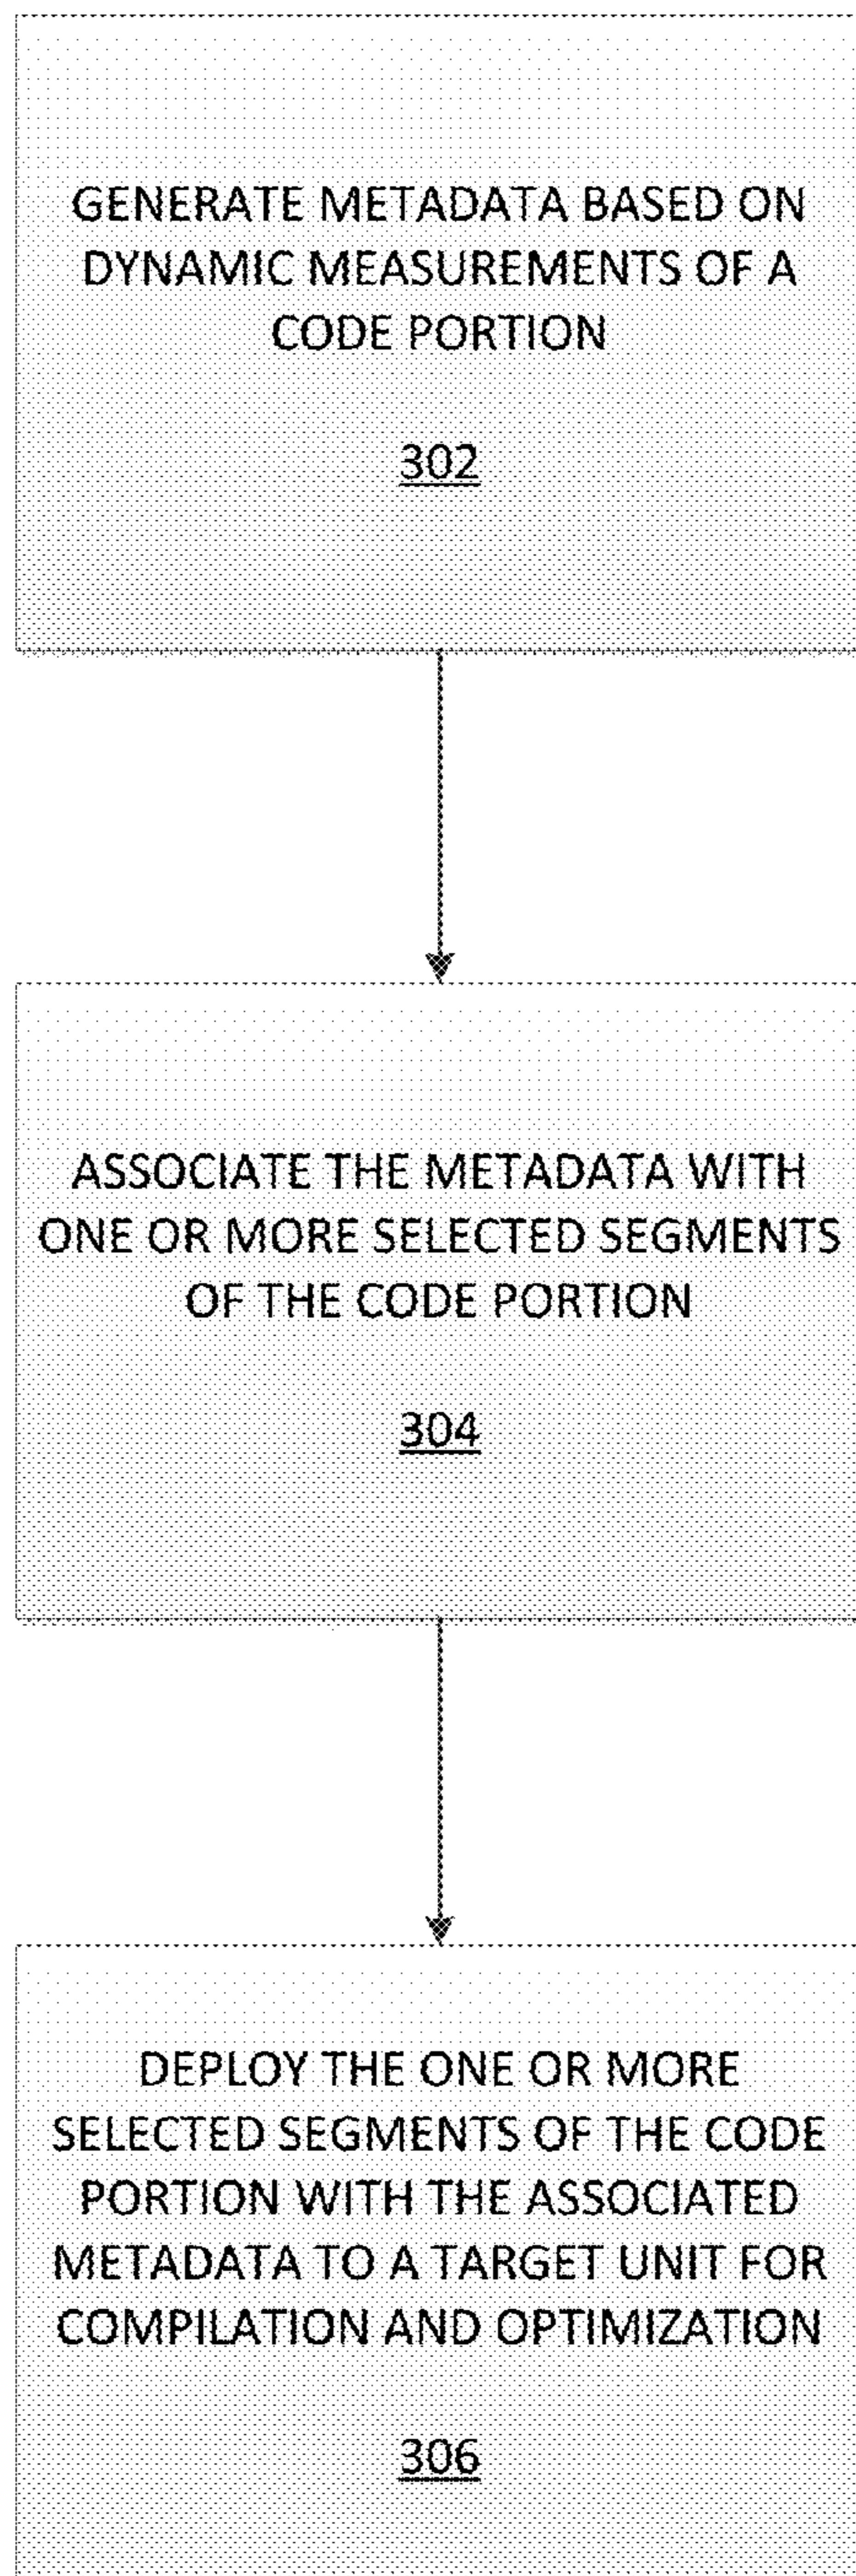 GENERATE METADATA BASED ON
DYNAMIC MEASUREMENTS OF A
CODE PORTION
302
ASSOCIATE THE METADATA WITH
ONE OR MORE SELECTED SEGMENTS
OF THE CODE PORTION
304
DEPLOY THE ONE OR MORE
SELECTED SEGMENTS OF THE CODE
PORTION WITH THE ASSOCIATED
METADATA TO A TARGET UNIT FOR
COMPILATION AND OPTIMIZATION
306